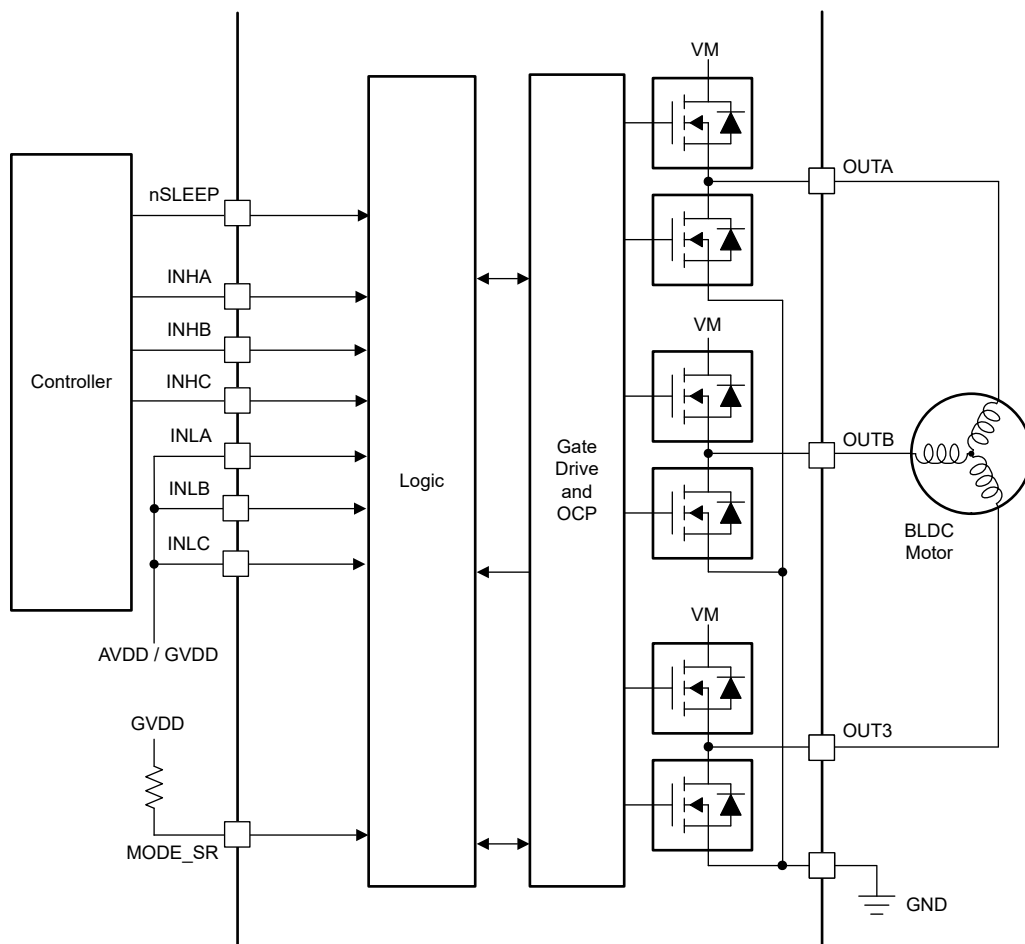 VM
OUTA
nSLEEP
INHA
INHB
INHC
INLA
INLB
INLC
Controller
Logic
Gate
Drive
and
OCP
VM
OUTB
BLDC
Motor
AVDD / GVDD
VM
GVDD
OUT3
MODE_SR
GND